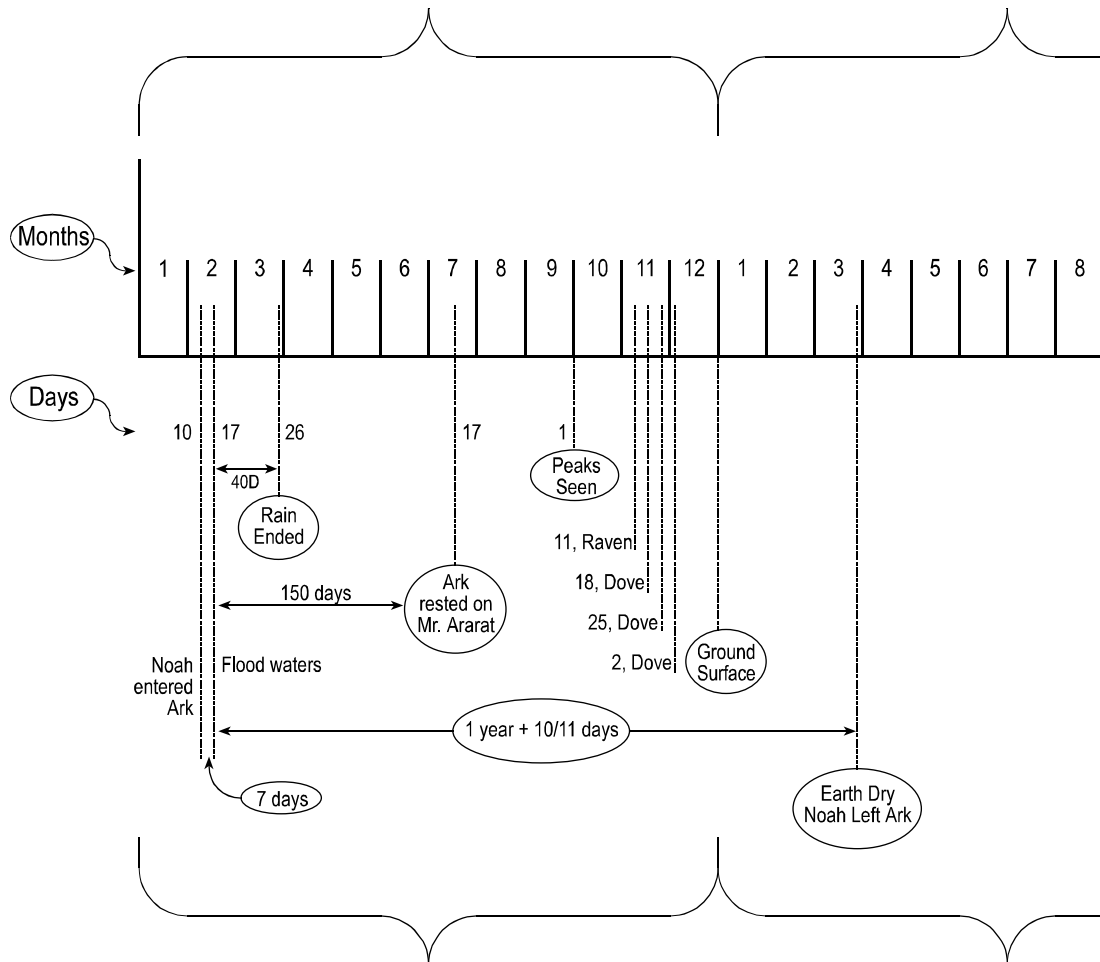 Months
1 2 3 4 5 6 7 8 9 10 11 12 1 2 3 4 5 6 7 8
Days
10 17 26 17 1
40D
Peaks
Seen
Rain
Ended
11, Raven
18, Dove
25, Dove
2, Dove
150 days
Ark
rested on
Mr. Ararat
Noah
entered
Ark
Flood waters
Ground
Surface
1 year + 10/11 days
7 days
Earth Dry
Noah Left Ark